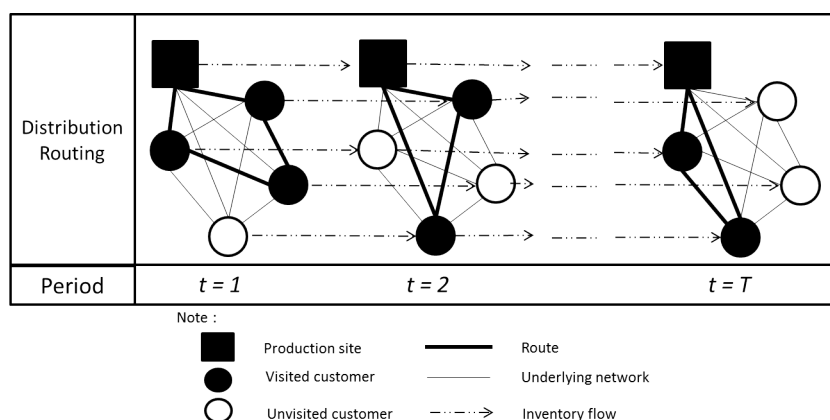 Distribution
Routing
Period
t = 1
t = 2
t = T
Note :
Production site
Route
Visited customer
Underlying network
Unvisited customer
Inventory flow